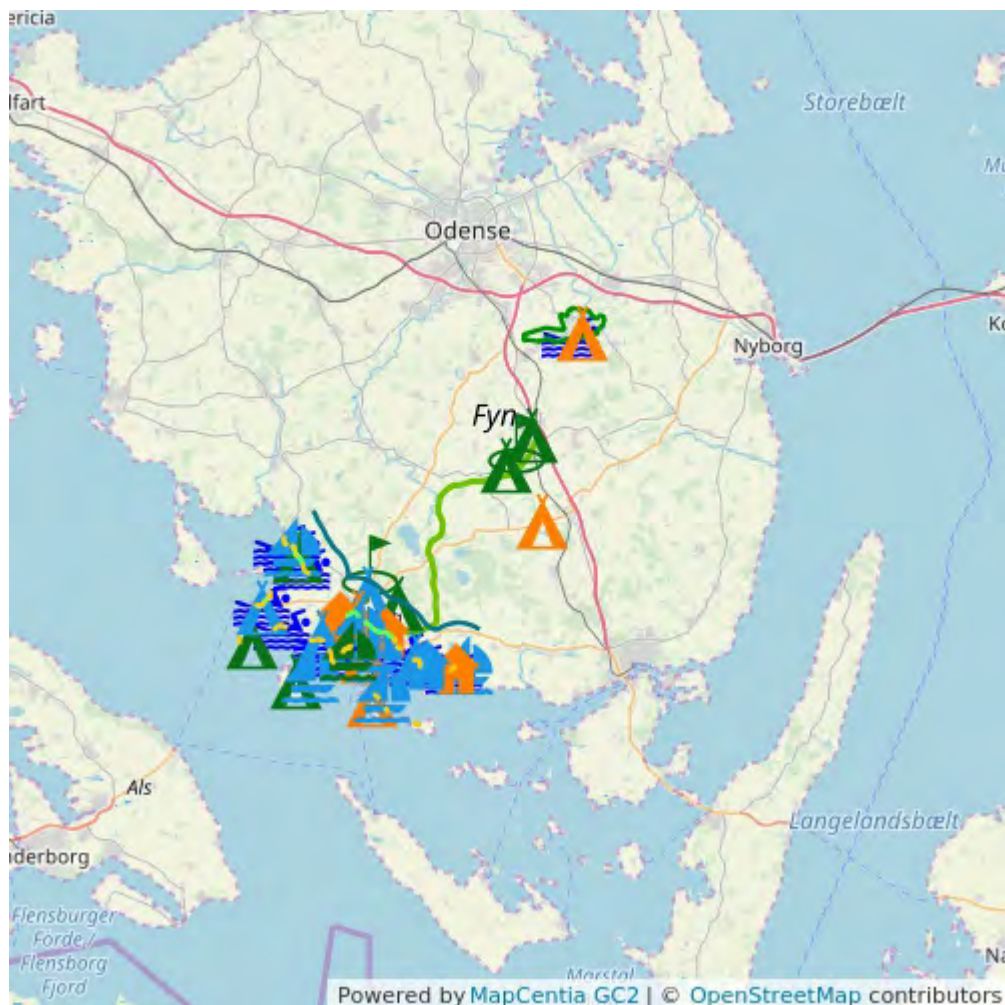 ericia
lfart
Storebælt
Mu
Odense
Nyborg
Ko
Fyn
Als
nderborg
Langelandsbælt
Flensburger
Förde /
Flensborg
Fjord
Na
Marstal
Powered by MapCentia GC2 | © OpenStreetMap contributors